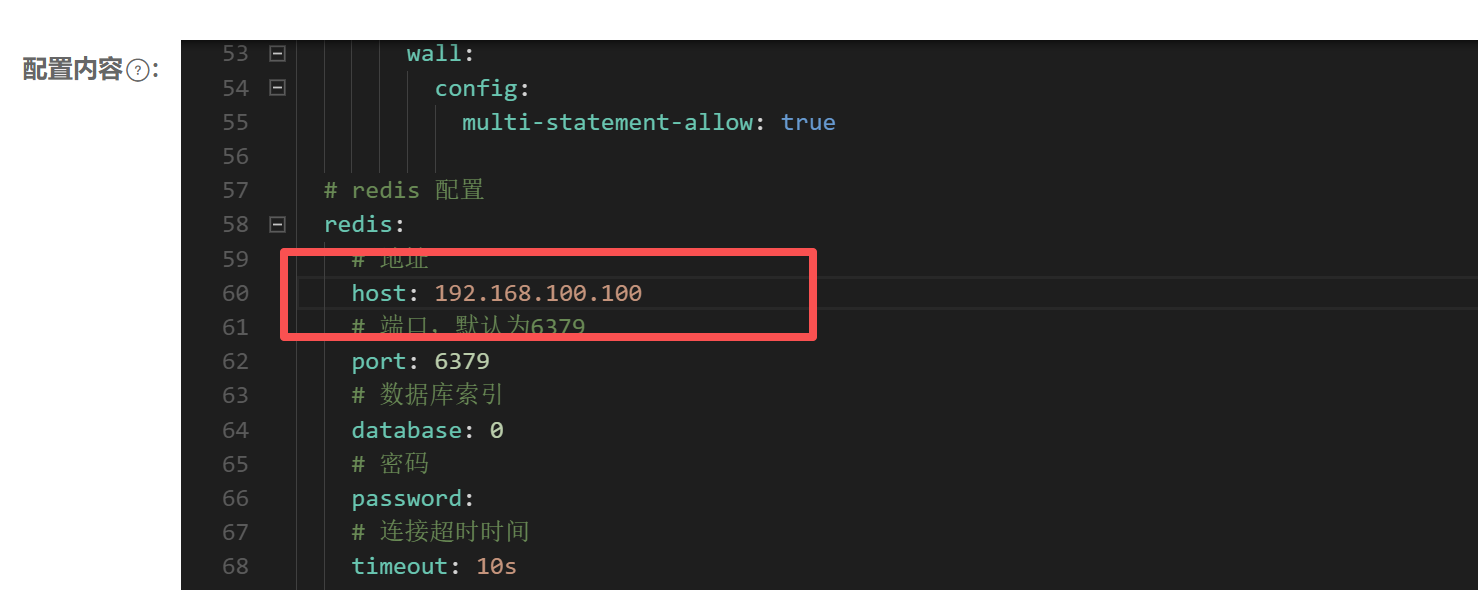 配置内容?:
53 wall:
54 config:
55 multi-statement-allow: true
56
57 # redis 配置
58 redis:
59 # 地址
60 host: 192.168.100.100
61 # 端口，默认为6379
62 port: 6379
63 # 数据库索引
64 database: 0
65 # 密码
66 password:
67 # 连接超时时间
68 timeout: 10s